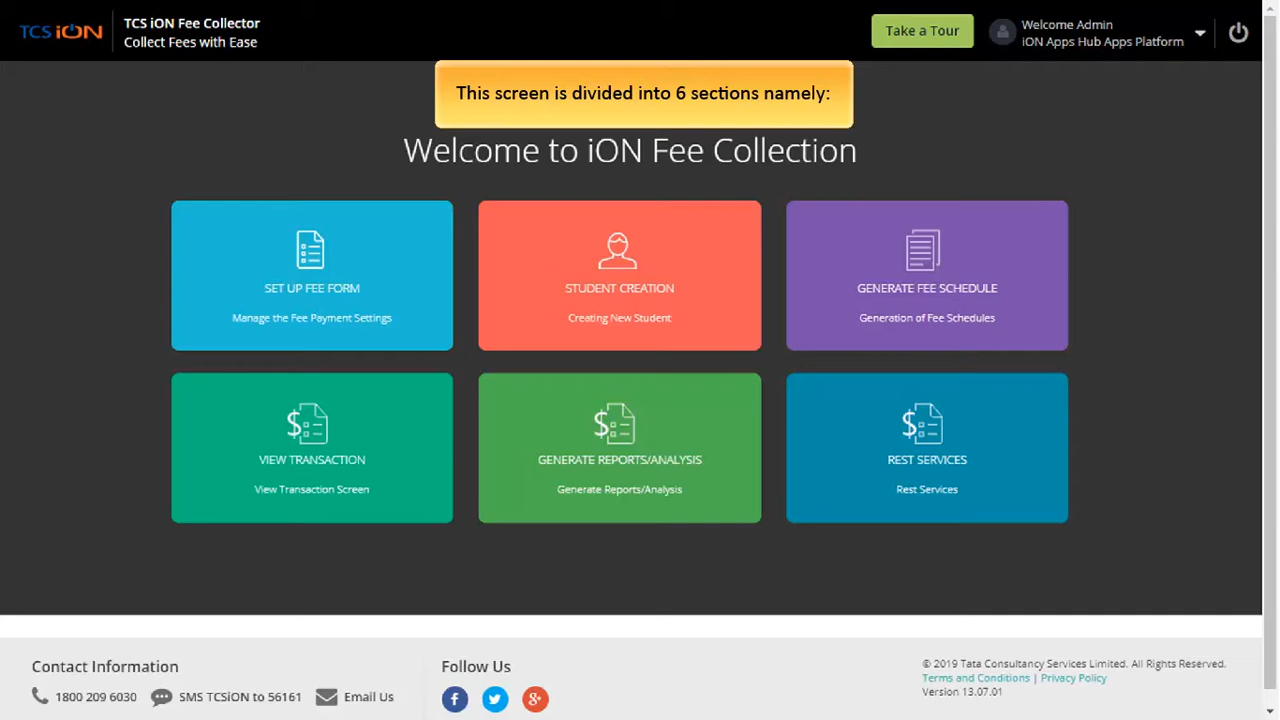 TCS iON
TCS iON Fee Collector
Collect Fees with Ease
Take a Tour
Welcome Admin
iON Apps Hub Apps Platform
This screen is divided into 6 sections namely:
Welcome to iON Fee Collection
SET UP FEE FORM
Manage the Fee Payment Settings
STUDENT CREATION
Creating New Student
GENERATE FEE SCHEDULE
Generation of Fee Schedules
VIEW TRANSACTION
View Transaction Screen
GENERATE REPORTS/ANALYSIS
Generate Reports/Analysis
REST SERVICES
Rest Services
Contact Information
1800 209 6030
SMS TCSiON to 56161
Email Us
Follow Us
© 2019 Tata Consultancy Services Limited. All Rights Reserved.
Terms and Conditions | Privacy Policy
Version 13.07.01